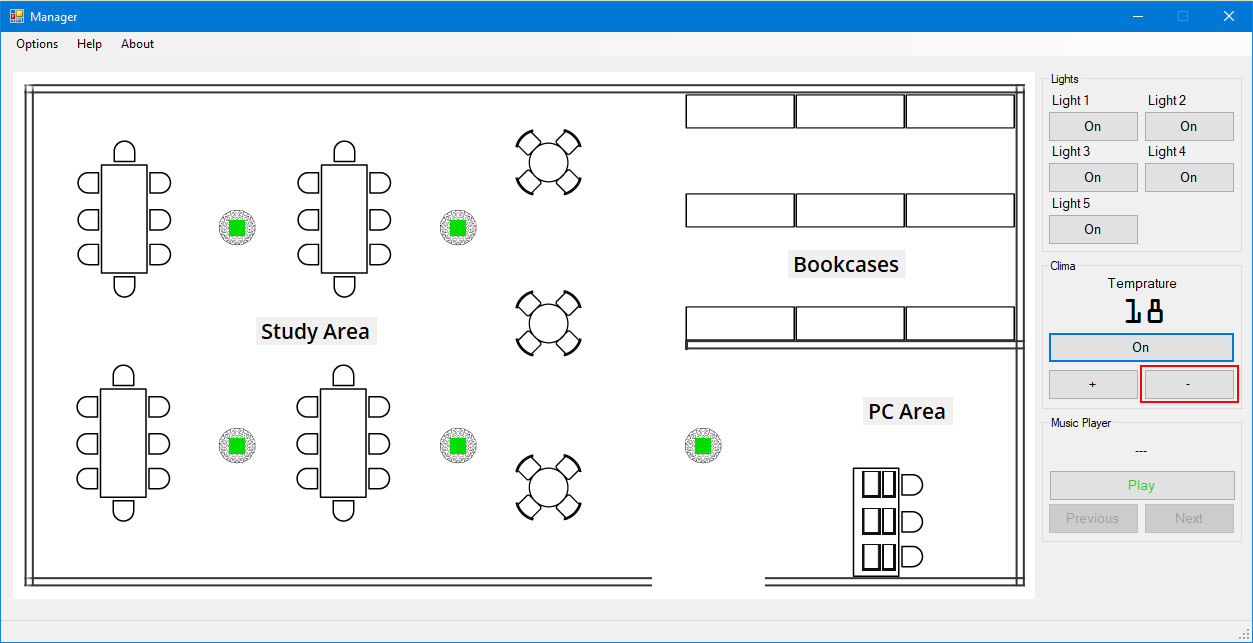 Manager
Options Help About
Study Area
Bookcases
PC Area
Lights
Light 1 Light 2
On On
Light 3 Light 4
On On
Light 5
On
Clima
Temprature
18
On
+ -
Music Player
---
Play
Previous Next